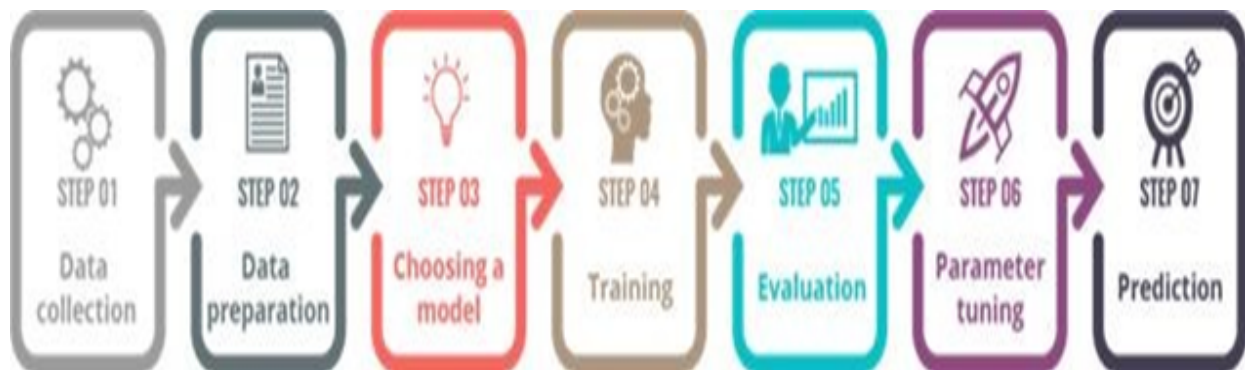 STEP 01
Data
collection
STEP 02
Data
preparation
STEP 03
Choosing a
model
STEP 04
Training
STEP 05
Evaluation
STEP 06
Parameter
tuning
STEP 07
Prediction